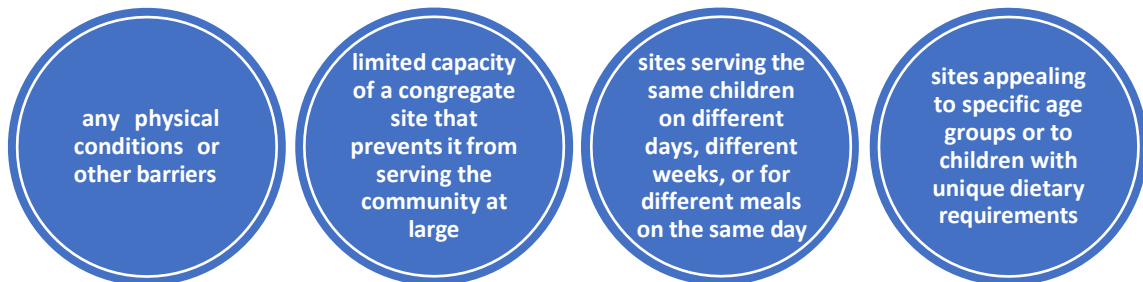 any physical
conditions or
other barriers
limited capacity
of a congregate
site that
prevents it from
serving the
community at
large
sites serving the
same children
on different
days, different
weeks, or for
different meals
on the same day
sites appealing
to specific age
groups or to
children with
unique dietary
requirements